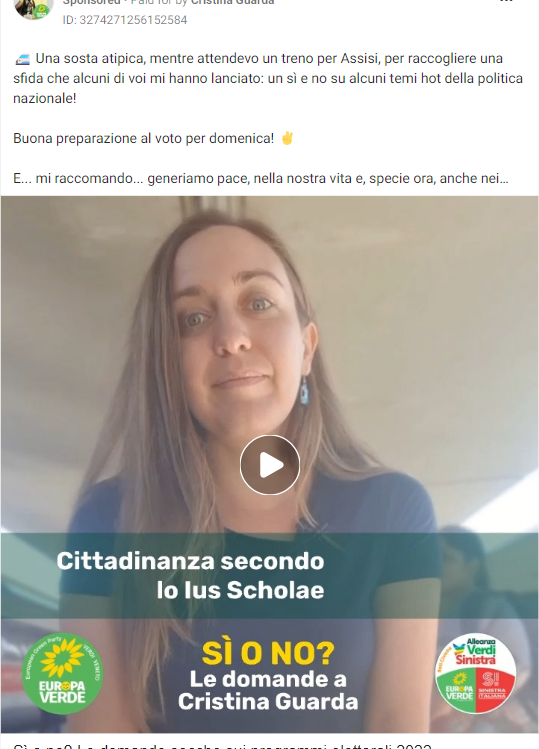 Sponsored • Paid for by Cristina Guarda
ID: 3274271256152584
Una sosta atipica, mentre attendevo un treno per Assisi, per raccogliere una
sfida che alcuni di voi mi hanno lanciato: un sì e no su alcuni temi hot della politica
nazionale!
Buona preparazione al voto per domenica! ✌
E... mi raccomando... generiamo pace, nella nostra vita e, specie ora, anche nei...
Cittadinanza secondo
lo Ius Scholae
SÌ O NO?
Le domande a
Cristina Guarda
European Green Party
VERDI VENETO
EUROPA
VERDE
Alleanza
Verdi
Sinistra
EUROPA
VERDE
SI
SINISTRA
ITALIANA
Sì o no? Le domande secche sui programmi elettorali 2022